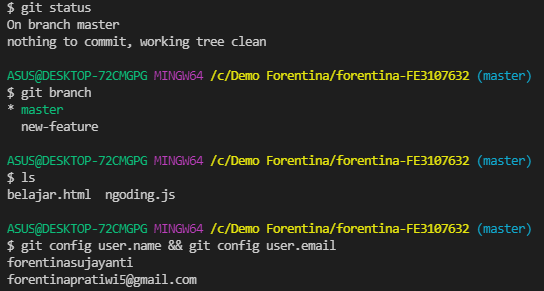 $ git status
On branch master
nothing to commit, working tree clean
ASUS@DESKTOP-72CMGPG MINGW64 /c/Demo Forentina/forentina-FE3107632 (master)
$ git branch
* master
new-feature
ASUS@DESKTOP-72CMGPG MINGW64 /c/Demo Forentina/forentina-FE3107632 (master)
$ ls
belajar.html ngoding.js
ASUS@DESKTOP-72CMGPG MINGW64 /c/Demo Forentina/forentina-FE3107632 (master)
$ git config user.name && git config user.email
forentinasujayanti
forentinapratiwi5@gmail.com